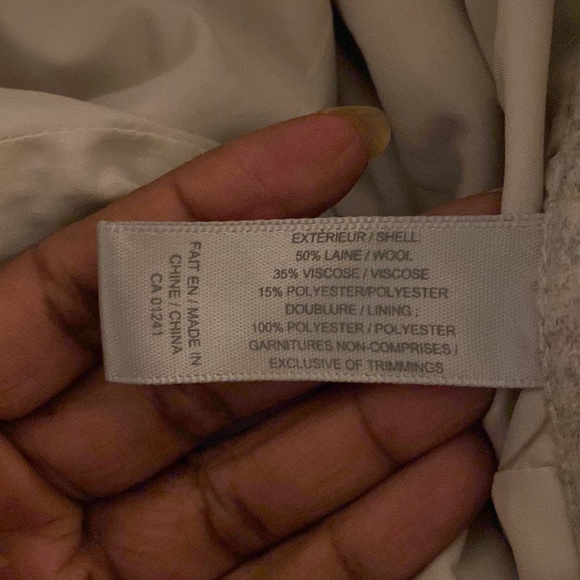 FAIT EN / MADE IN
CHINE / CHINA
CA 01241
EXTÉRIEUR / SHELL
50% LAINE / WOOL
35% VISCOSE / VISCOSE
15% POLYESTER/POLYESTER
DOUBLURE / LINING ;
100% POLYESTER / POLYESTER
GARNITURES NON-COMPRISES /
EXCLUSIVE OF TRIMMINGS